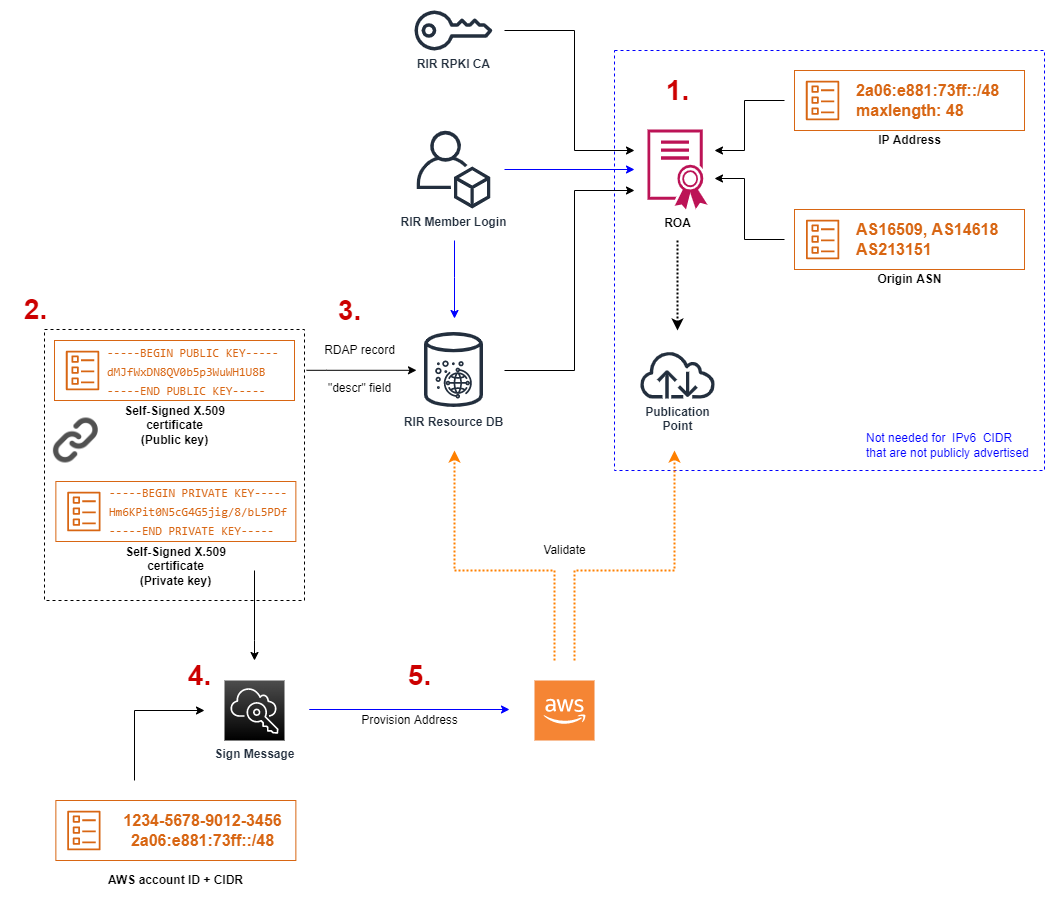 RIR RPKI CA
1.
2a06:e881:73ff::/48
maxlength: 48
IP Address
RIR Member Login
ROA
AS16509, AS14618
AS213151
Origin ASN
2.
3.
-----BEGIN PUBLIC KEY-----
dMJfWxDN8QV0b5p3WuWH1U8B
-----END PUBLIC KEY-----
Self-Signed X.509
certificate
(Public key)
RDAP record
"descr" field
RIR Resource DB
Publication
Point
Not needed for IPv6 CIDR
that are not publicly advertised
-----BEGIN PRIVATE KEY-----
Hm6KPit0N5cG4G5jig/8/bL5PDf
-----END PRIVATE KEY-----
Self-Signed X.509
certificate
(Private key)
Validate
4.
5.
Sign Message
Provision Address
aws
1234-5678-9012-3456
2a06:e881:73ff::/48
AWS account ID + CIDR